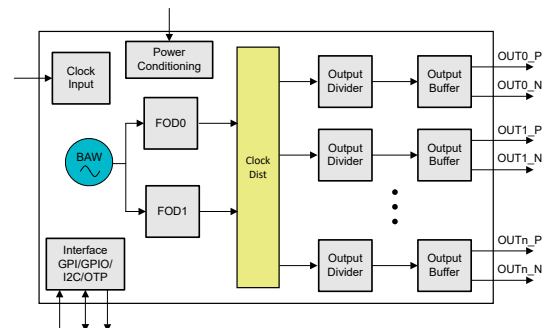 Power
Conditioning
Clock
Input
BAW
FOD0
FOD1
Interface
GPI/GPIO/
I2C/OTP
Clock
Dist
Output
Divider
Output
Buffer
OUT0_P
OUT0_N
Output
Divider
Output
Buffer
OUT1_P
OUT1_N
Output
Divider
Output
Buffer
OUTn_P
OUTn_N